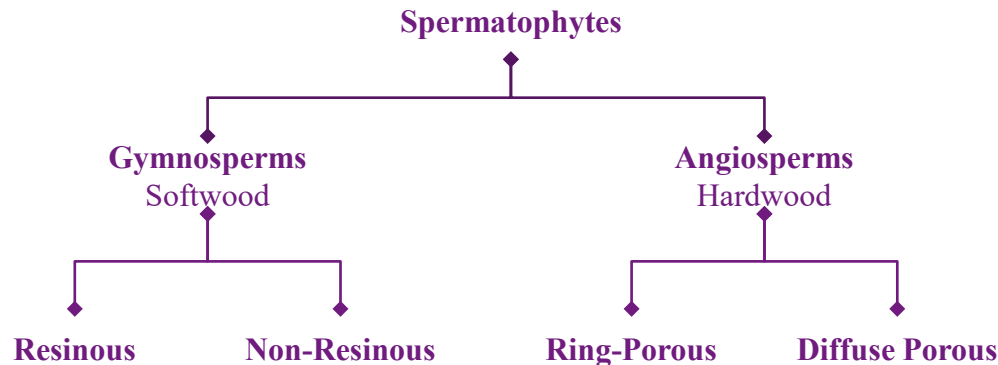 Spermatophytes
Gymnosperms
Softwood
Angiosperms
Hardwood
Resinous
Non-Resinous
Ring-Porous
Diffuse Porous